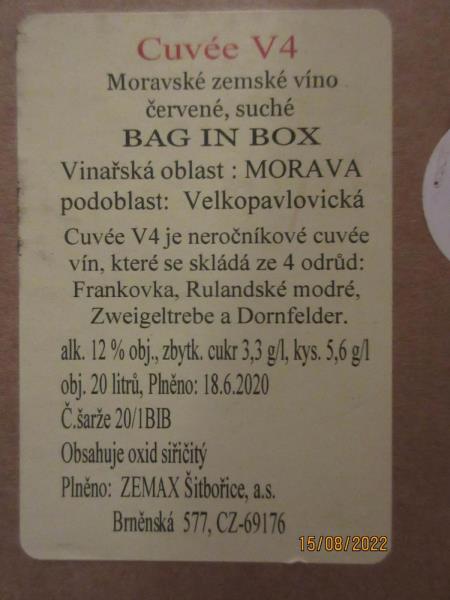 Cuvée V4
Moravské zemské víno
červené, suché
BAG IN BOX
Vinařská oblast : MORAVA
podoblast: Velkopavlovická
Cuvée V4 je neročníkové cuvée
vín, které se skládá ze 4 odrůd:
Frankovka, Rulandské modré,
Zweigeltrebe a Dornfelder.
alk. 12 % obj., zbytk. cukr 3,3 g/l, kys. 5,6 g/l
obj. 20 litrů, Plněno: 18.6.2020
Č.šarže 20/1BIB
Obsahuje oxid siřičitý
Plněno: ZEMAX Šitbořice, a.s.
Brněnská 577, CZ-69176
15/08/2022